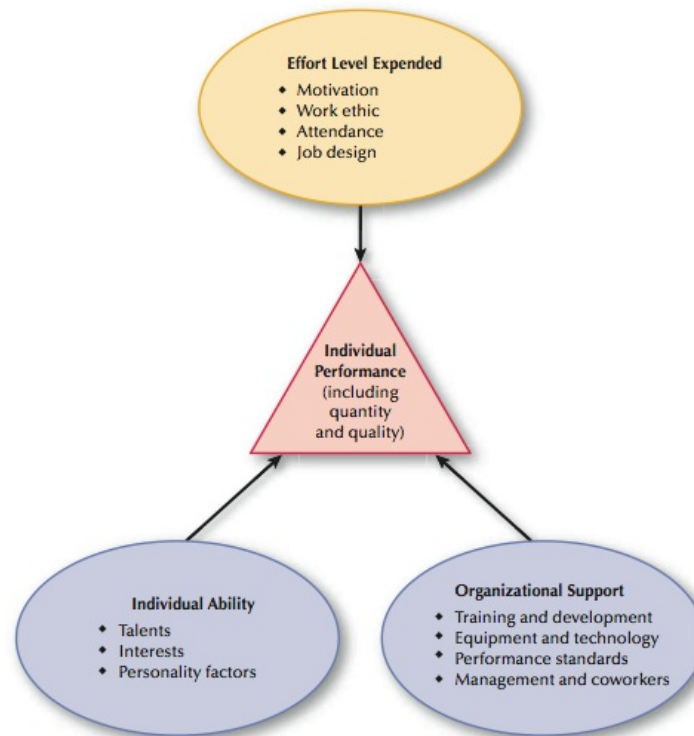 Effort Level Expended
◆ Motivation
◆ Work ethic
◆ Attendance
◆ Job design
Individual
Performance
(including
quantity
and quality)
Individual Ability
◆ Talents
◆ Interests
◆ Personality factors
Organizational Support
◆ Training and development
◆ Equipment and technology
◆ Performance standards
◆ Management and coworkers